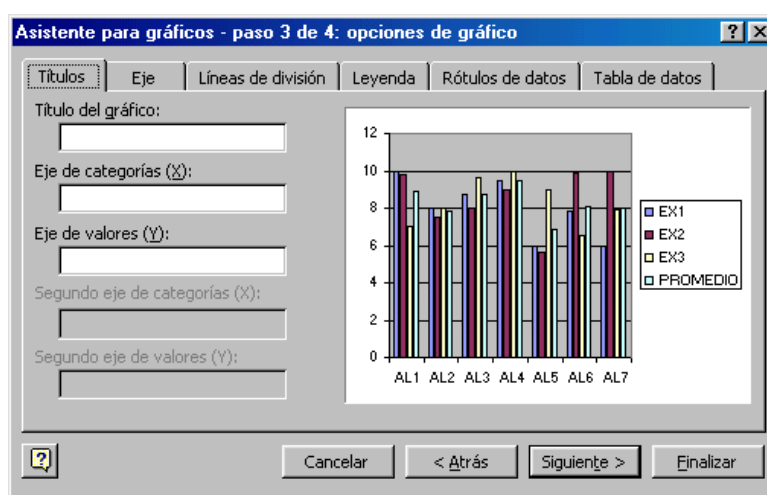 Asistente para gráficos - paso 3 de 4: opciones de gráfico
Títulos Eje Líneas de división Leyenda Rótulos de datos Tabla de datos
Título del gráfico:
Eje de categorías (X):
Eje de valores (Y):
Segundo eje de categorías (X):
Segundo eje de valores (Y):
12
10
8
6
4
2
0
AL1 AL2 AL3 AL4 AL5 AL6 AL7
EX1
EX2
EX3
PROMEDIO
Cancelar < Atrás Siguiente > Finalizar